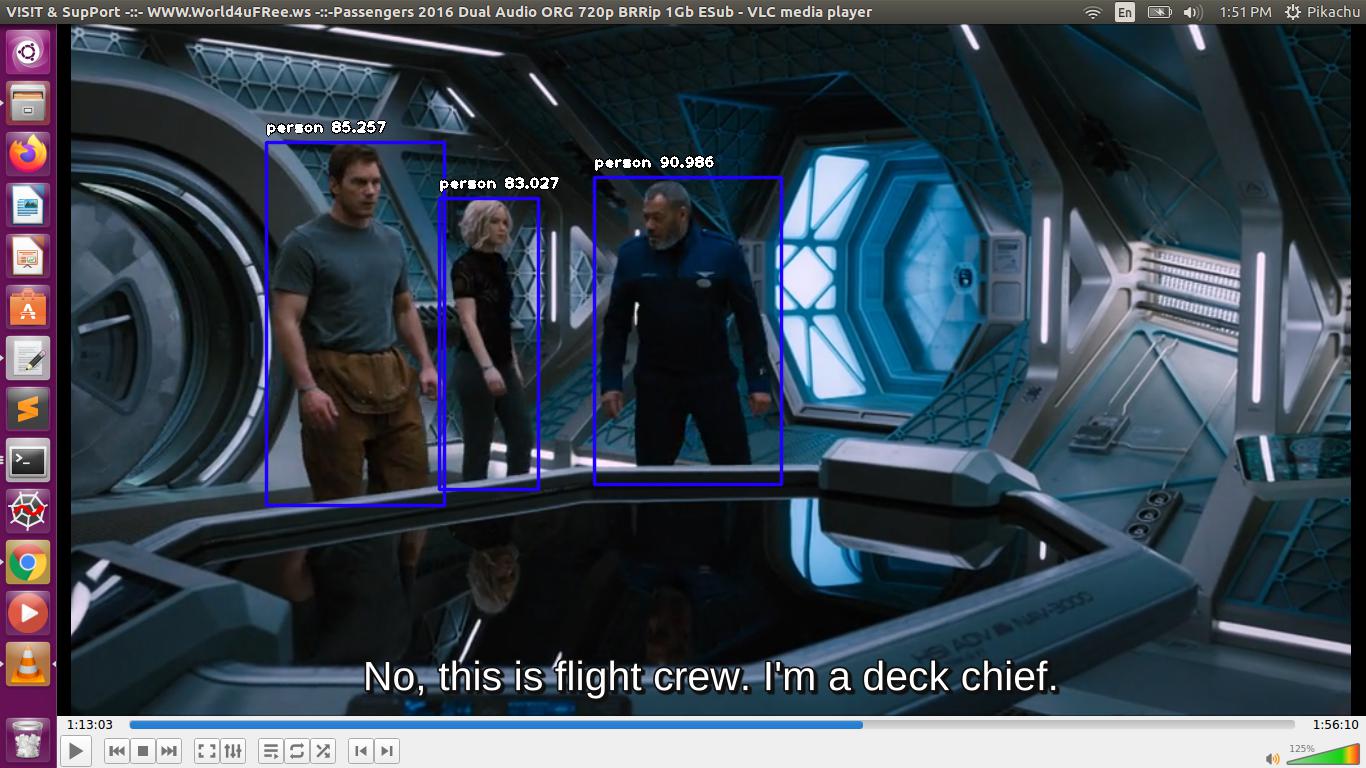 VISIT & SupPort -::- WWW.World4uFRee.ws -::-Passengers 2016 Dual Audio ORG 720p BRRip 1Gb ESub - VLC media player
En
1:51 PM
Pikachu
person 85.257
person 90.986
person 83.027
No, this is flight crew. I'm a deck chief.
1:13:03
1:56:10
125%